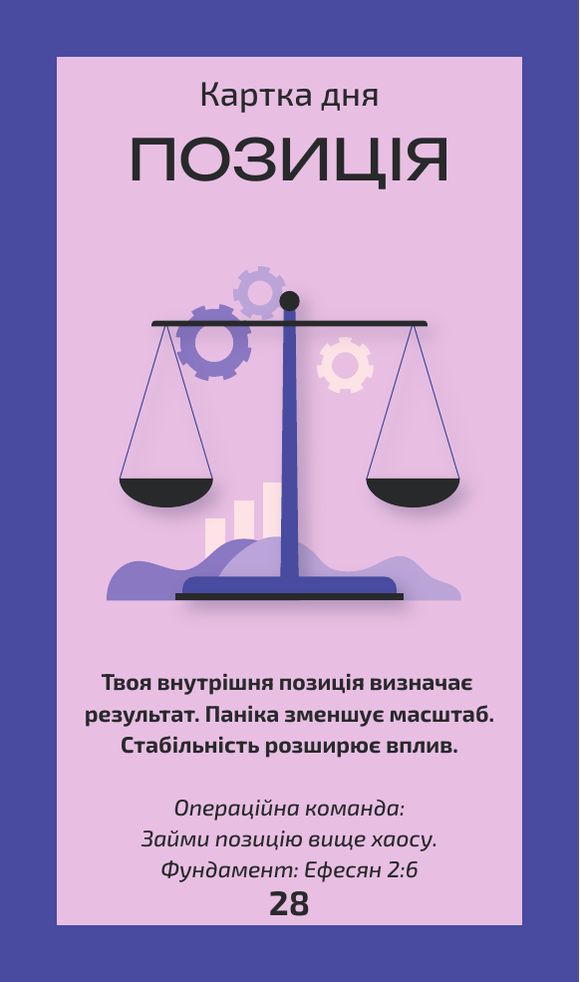 Картка дня
ПОЗИЦІЯ
Твоя внутрішня позиція визначає
результат. Паніка зменшує масштаб.
Стабільність розширює вплив.
Операційна команда:
Займи позицію вище хаосу.
Фундамент: Ефесян 2:6
28